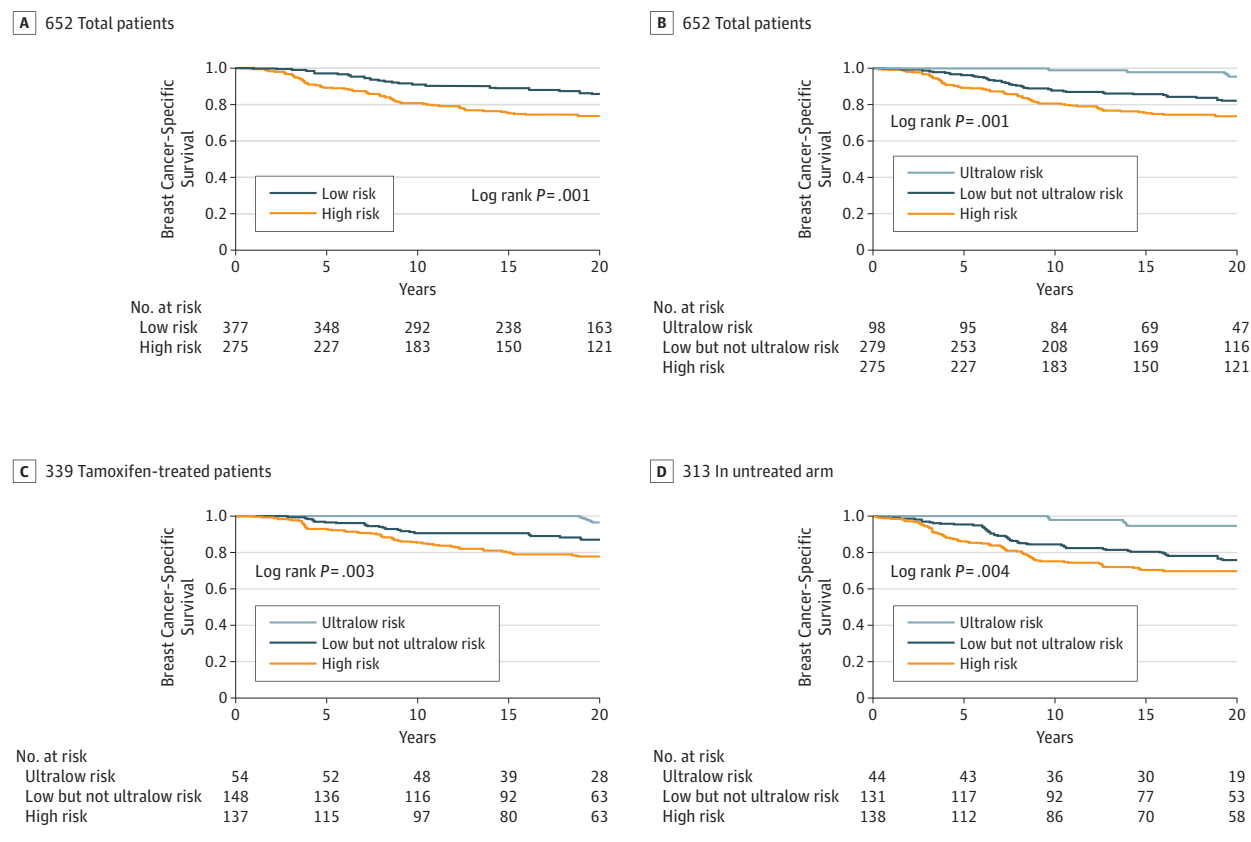 A 652 Total patients
Breast Cancer-Specific
Survival
1.0
0.8
0.6
0.4
0.2
0
Low risk
High risk
Log rank P = .001
0 5 10 15 20
Years
No. at risk
Low risk 377 348 292 238 163
High risk 275 227 183 150 121
B 652 Total patients
Breast Cancer-Specific
Survival
1.0
0.8
0.6
0.4
0.2
0
Log rank P = .001
Ultralow risk
Low but not ultralow risk
High risk
0 5 10 15 20
Years
No. at risk
Ultralow risk 98 95 84 69 47
Low but not ultralow risk 279 253 208 169 116
High risk 275 227 183 150 121
C 339 Tamoxifen-treated patients
Breast Cancer-Specific
Survival
1.0
0.8
0.6
0.4
0.2
0
Log rank P = .003
Ultralow risk
Low but not ultralow risk
High risk
0 5 10 15 20
Years
No. at risk
Ultralow risk 54 52 48 39 28
Low but not ultralow risk 148 136 116 92 63
High risk 137 115 97 80 63
D 313 In untreated arm
Breast Cancer-Specific
Survival
1.0
0.8
0.6
0.4
0.2
0
Log rank P = .004
Ultralow risk
Low but not ultralow risk
High risk
0 5 10 15 20
Years
No. at risk
Ultralow risk 44 43 36 30 19
Low but not ultralow risk 131 117 92 77 53
High risk 138 112 86 70 58